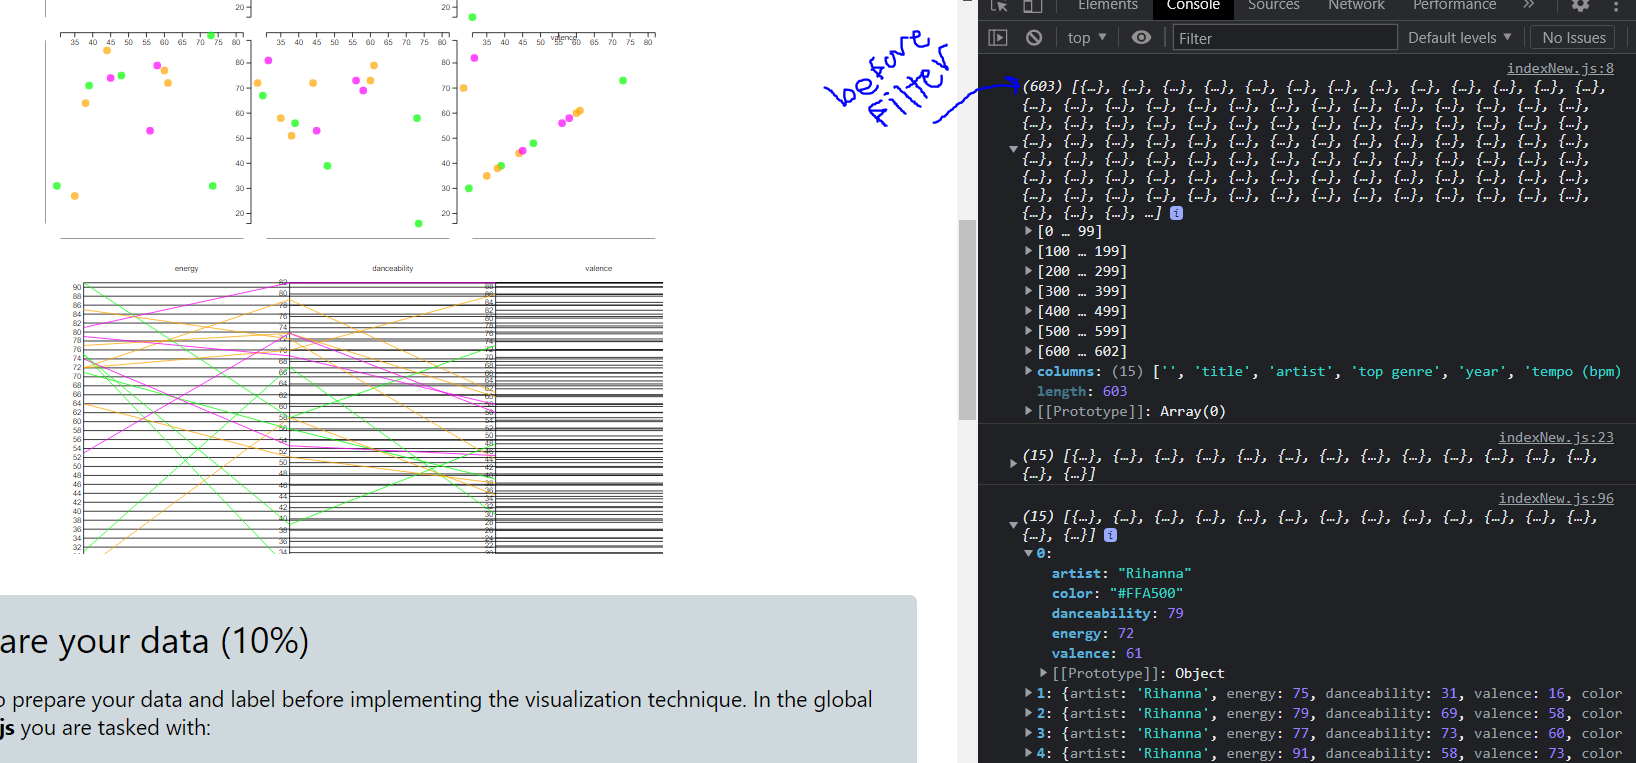 20 20 20
35 40 45 50 55 60 65 70 75 80 35 40 45 50 55 60 65 70 75 80 35 40 45 50 valence 60 65 70 75 80
80 80 80
70 70 70
60 60 60
50 50 50
40 40 40
30 30 30
20 20 20
energy danceability valence
90
88
86
84
82
80
78
76
74
72
70
68
66
64
62
60
58
56
54
52
50
48
46
44
42
40
38
36
34
32
82
80
78
76
74
70
68
66
64
62
60
58
56
54
50
48
46
44
42
40
38
36
34
are your data (10%)
o prepare your data and label before implementing the visualization technique. In the global
js you are tasked with:
before
Filter
Elements Console Sources Network Performance »
top ▼ Filter Default levels ▼ No Issues
indexNew.js:8
(603) [{…}, {…}, {…}, {…}, {…}, {…}, {…}, {…}, {…}, {…}, {…}, {…}, {…},
{…}, {…}, {…}, {…}, {…}, {…}, {…}, {…}, {…}, {…}, {…}, {…}, {…}, {…},
{…}, {…}, {…}, {…}, {…}, {…}, {…}, {…}, {…}, {…}, {…}, {…}, {…}, {…},
{…}, {…}, {…}, {…}, {…}, {…}, {…}, {…}, {…}, {…}, {…}, {…}, {…}, {…},
{…}, {…}, {…}, {…}, {…}, {…}, {…}, {…}, {…}, {…}, {…}, {…}, {…}, {…},
{…}, {…}, {…}, {…}, {…}, {…}, {…}, {…}, {…}, {…}, {…}, {…}, {…}, {…},
{…}, {…}, {…}, {…}, {…}, {…}, {…}, {…}, {…}, {…}, {…}, {…}, {…}, {…},
{…}, {…}, {…}, …] i
[0 … 99]
[100 … 199]
[200 … 299]
[300 … 399]
[400 … 499]
[500 … 599]
[600 … 602]
columns: (15) ['', 'title', 'artist', 'top genre', 'year', 'tempo (bpm)
length: 603
[[Prototype]]: Array(0)
indexNew.js:23
(15) [{…}, {…}, {…}, {…}, {…}, {…}, {…}, {…}, {…}, {…}, {…}, {…}, {…},
{…}, {…}]
indexNew.js:96
(15) [{…}, {…}, {…}, {…}, {…}, {…}, {…}, {…}, {…}, {…}, {…}, {…}, {…},
{…}, {…}] i
0:
artist: "Rihanna"
color: "#FFA500"
danceability: 79
energy: 72
valence: 61
[[Prototype]]: Object
1: {artist: 'Rihanna', energy: 75, danceability: 31, valence: 16, color
2: {artist: 'Rihanna', energy: 79, danceability: 69, valence: 58, color
3: {artist: 'Rihanna', energy: 77, danceability: 73, valence: 60, color
4: {artist: 'Rihanna', energy: 91, danceability: 58, valence: 73, color